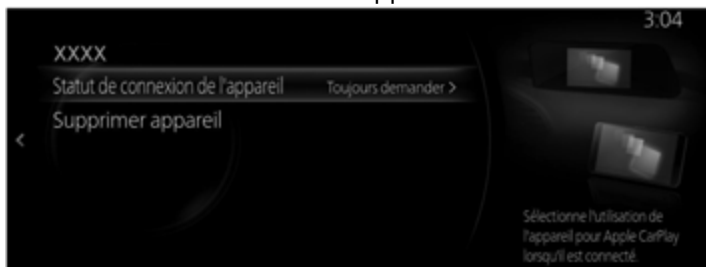 3:04
XXXX
Statut de connexion de l'appareil Toujours demander >
Supprimer appareil
<
Sélectionne l'utilisation de
l'appareil pour Apple CarPlay
lorsqu'il est connecté.